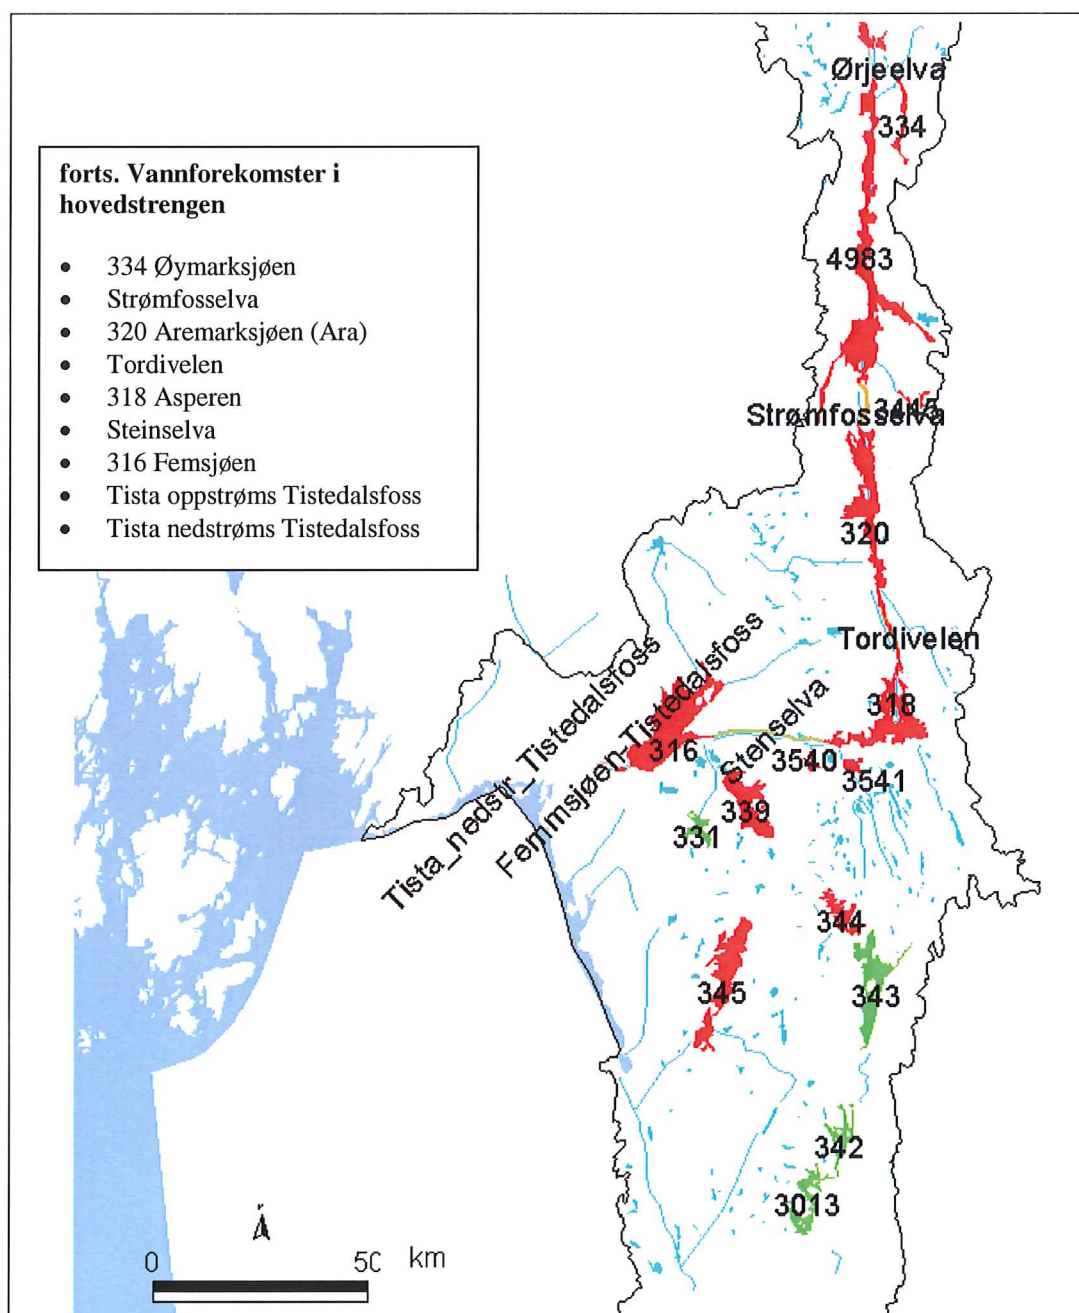 forts. Vannforekomster i
hovedstrengen
• 334 Øymarksjøen
• Strømfosselva
• 320 Aremarksjøen (Ara)
• Tordivelen
• 318 Asperen
• Steinselva
• 316 Femsjøen
• Tista oppstrøms Tistedalsfoss
• Tista nedstrøms Tistedalsfoss
Ørjeelva
334
4983
Strømfosselva
320
Tordivelen
318
Tista_nedstr_Tistedalsfoss
Femmsjøen-Tistedalsfoss
Stenselva
316
3540
3541
339
331
344
345
343
342
3013
0
50
km